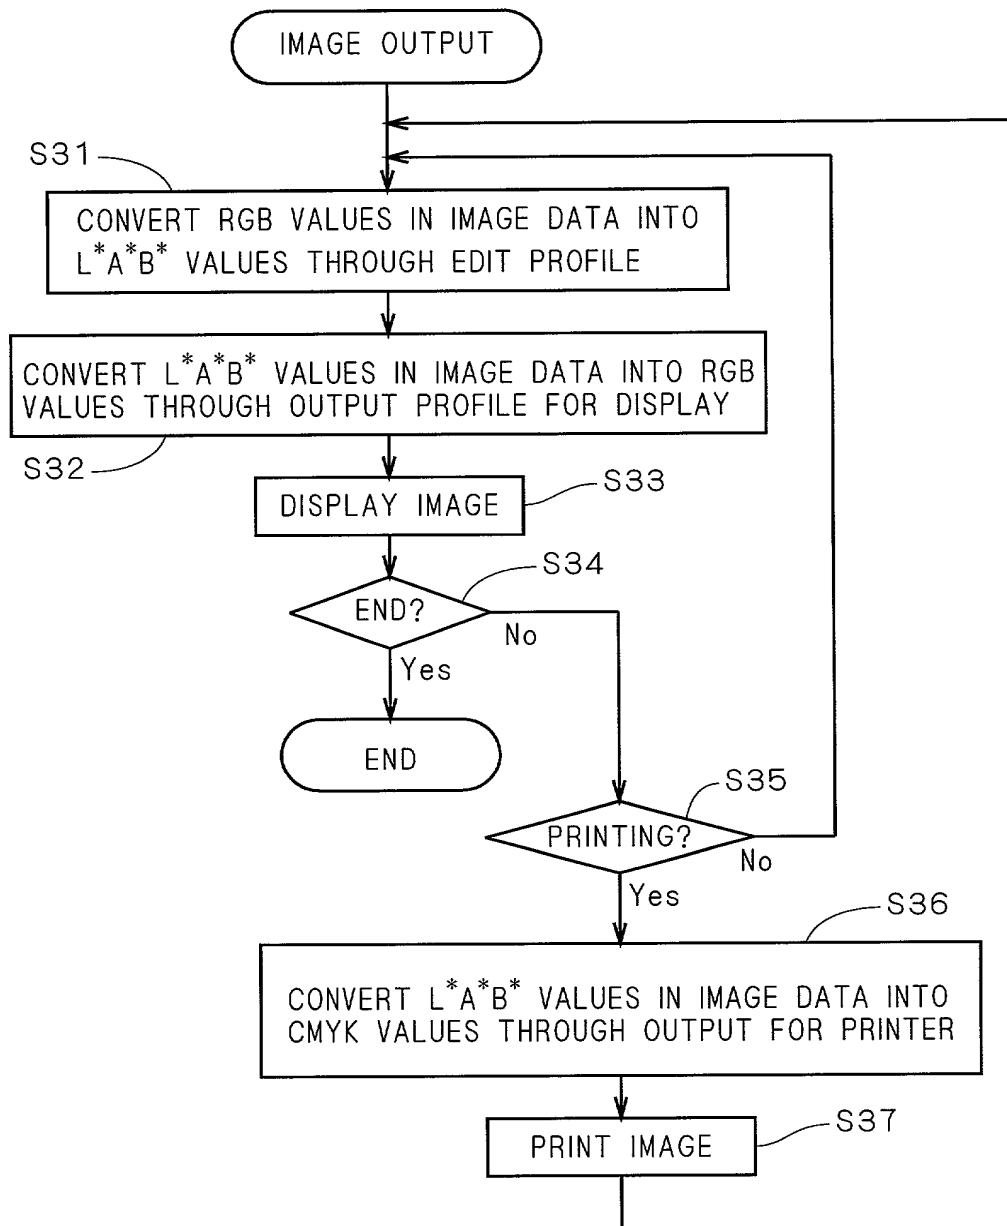 IMAGE OUTPUT
S31
CONVERT RGB VALUES IN IMAGE DATA INTO
L*A*B* VALUES THROUGH EDIT PROFILE
CONVERT L*A*B* VALUES IN IMAGE DATA INTO RGB
VALUES THROUGH OUTPUT PROFILE FOR DISPLAY
S32
S33
DISPLAY IMAGE
S34
END?
No
Yes
END
S35
PRINTING?
No
Yes
S36
CONVERT L*A*B* VALUES IN IMAGE DATA INTO
CMYK VALUES THROUGH OUTPUT FOR PRINTER
S37
PRINT IMAGE